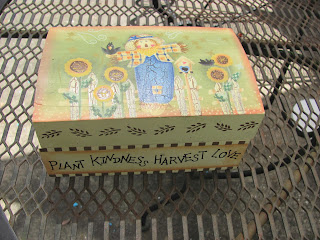 PLANT KINDNESS, HARVEST LOVE